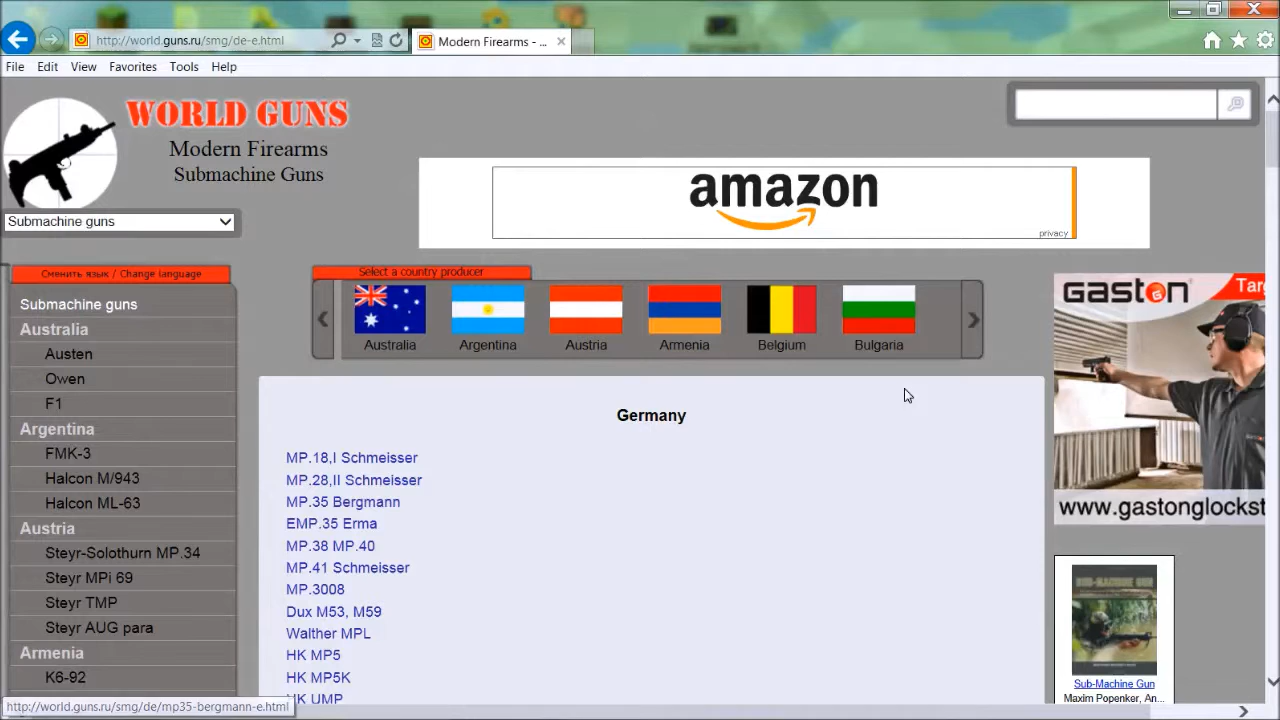 http://world.guns.ru/smg/de-e.html
Modern Firearms - ...
File Edit View Favorites Tools Help
WORLD GUNS
Modern Firearms
Submachine Guns
Submachine guns
amazon
privacy
Сменить язык / Change language
Select a country producer
Australia Argentina Austria Armenia Belgium Bulgaria
GASTON
Targ
www.gastonglockst
Submachine guns
Australia
Austen
Owen
F1
Argentina
FMK-3
Halcon M/943
Halcon ML-63
Austria
Steyr-Solothurn MP.34
Steyr MPi 69
Steyr TMP
Steyr AUG para
Armenia
K6-92
Germany
MP.18,I Schmeisser
MP.28,II Schmeisser
MP.35 Bergmann
EMP.35 Erma
MP.38 MP.40
MP.41 Schmeisser
MP.3008
Dux M53, M59
Walther MPL
HK MP5
HK MP5K
HK UMP
SUB-MACHINE GUN
Sub-Machine Gun
Maxim Popenker, An...
http://world.guns.ru/smg/de/mp35-bergmann-e.html